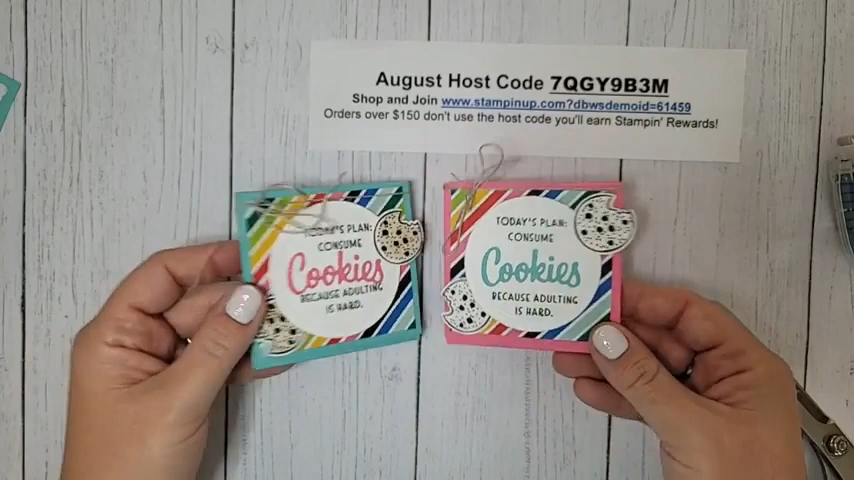 August Host Code 7QGY9B3M
Shop and Join www.stampinup.com?dbwsdemoid=61459
Orders over $150 don't use the host code you'll earn Stampin' Rewards!
TODAY'S PLAN:
CONSUME
Cookies
BECAUSE ADULTING
IS HARD.
TODAY'S PLAN:
CONSUME
Cookies
BECAUSE ADULTING
IS HARD.